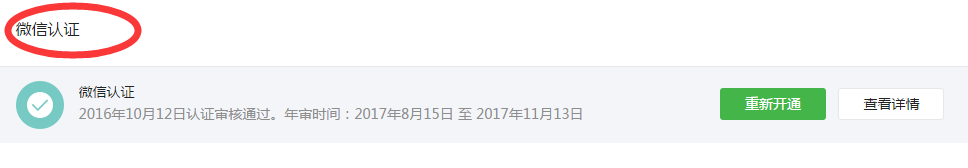 微信认证
微信认证
2016年10月12日认证审核通过。年审时间：2017年8月15日 至 2017年11月13日
重新开通
查看详情